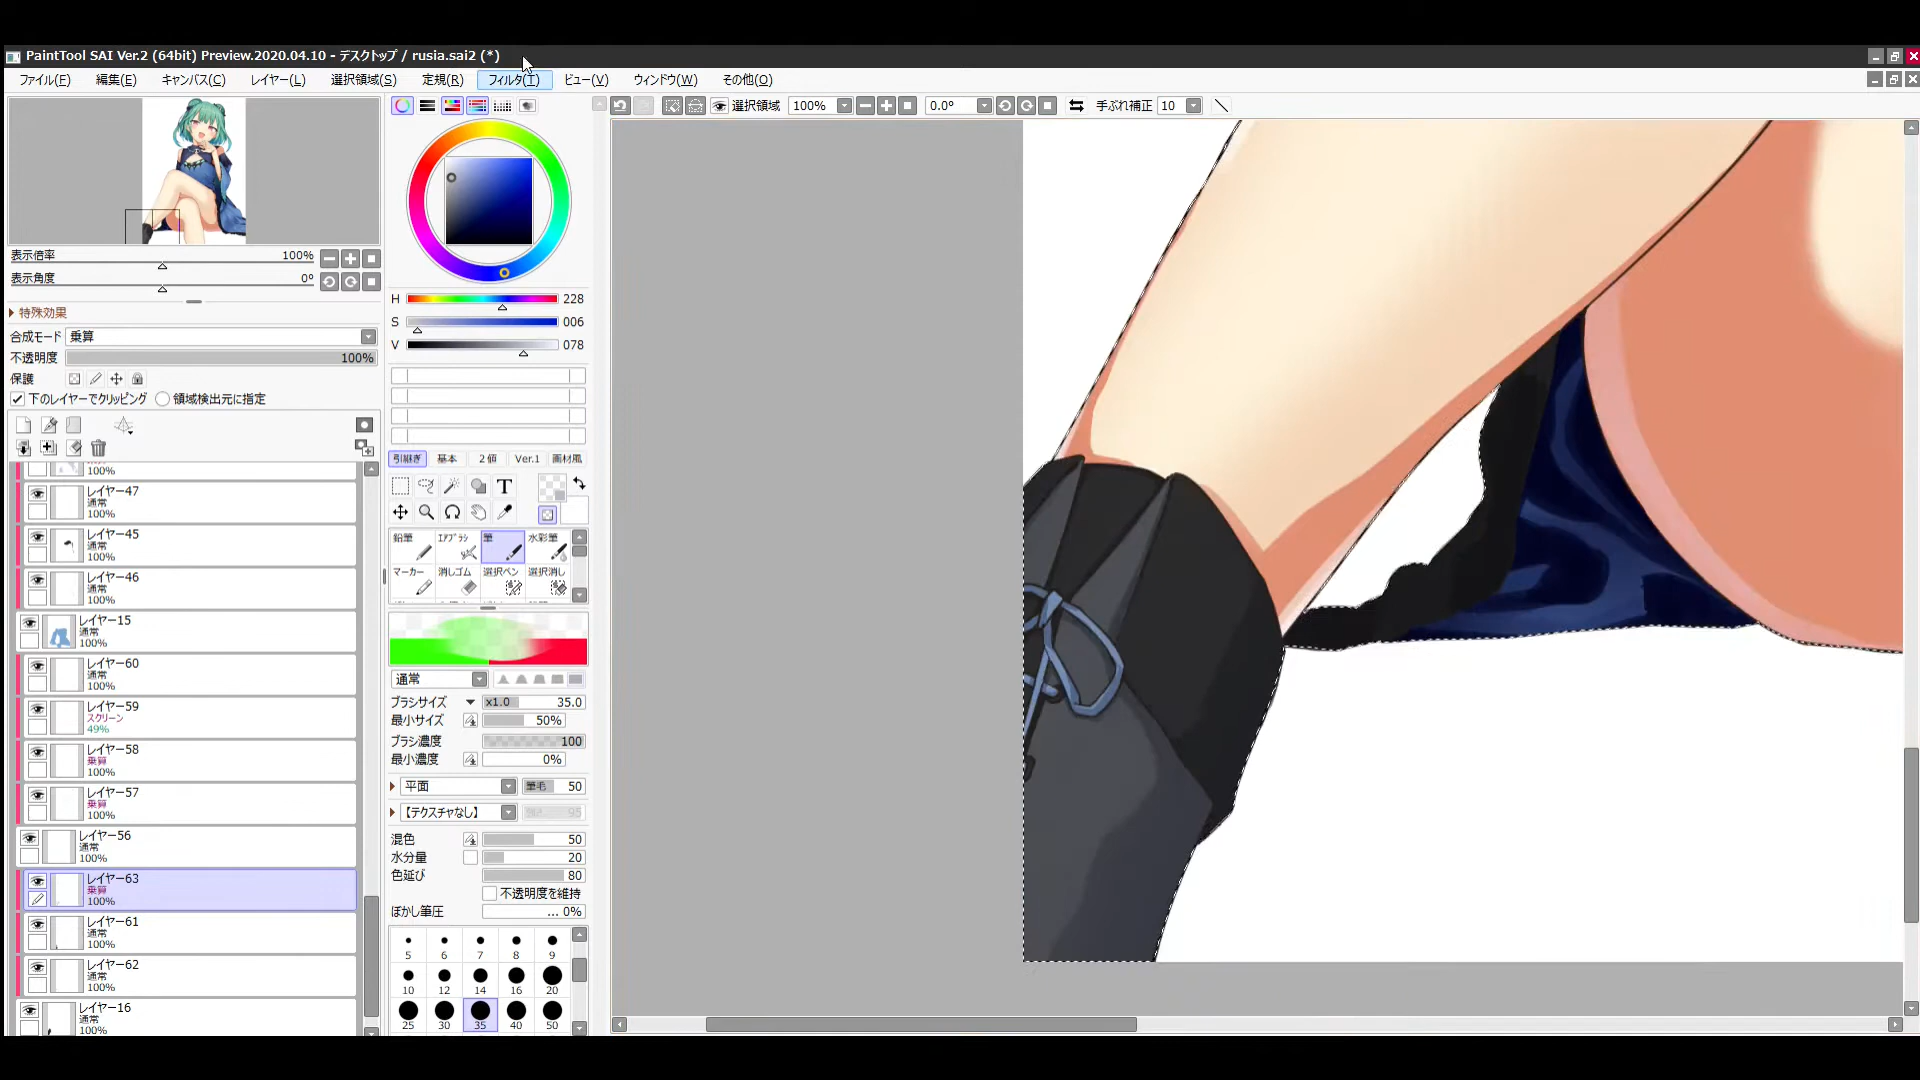 PaintTool SAI Ver.2 (64bit) Preview.2020.04.10 - デスクトップ / rusia.sai2 (*)
ファイル(F) 編集(E) キャンバス(C) レイヤー(L) 選択領域(S) 定規(R) フィルタ(T) ビュー(V) ウィンドウ(W) その他(O)
選択領域 100% 0.0° 手ぶれ補正 10
表示倍率 100%
表示角度 0°
特殊効果
合成モード 乗算
不透明度 100%
保護
下のレイヤーでクリッピング 領域検出元に指定
100%
レイヤー47
通常
100%
レイヤー45
通常
100%
レイヤー46
通常
100%
レイヤー15
通常
100%
レイヤー60
通常
100%
レイヤー59
スクリーン
49%
レイヤー58
乗算
100%
レイヤー57
乗算
100%
レイヤー56
通常
100%
レイヤー63
乗算
100%
レイヤー61
通常
100%
レイヤー62
通常
100%
レイヤー16
通常
100%
H 228
S 006
V 078
引継ぎ 基本 2値 Ver.1 画材風
T
鉛筆 エアブラシ 筆 水彩筆
マーカー 消しゴム 選択ペン 選択消し
通常
ブラシサイズ x1.0 35.0
最小サイズ 50%
ブラシ濃度 100
最小濃度 0%
平面 筆毛 50
【テクスチャなし】 95
混色 50
水分量 20
色延び 80
不透明度を維持
ぼかし筆圧 ... 0%
5 6 7 8 9
10 12 14 16 20
25 30 35 40 50